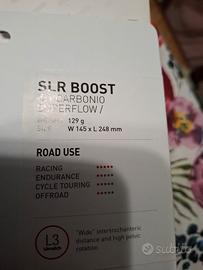 SLR BOOST
CARBONIO
SUPERFLOW /
129 g
W 145 x L 248 mm
ROAD USE
RACING
ENDURANCE
CYCLE TOURING
OFFROAD
L3
"Wide" intertrochanteric
distance and high pelvic
rotation.
subito